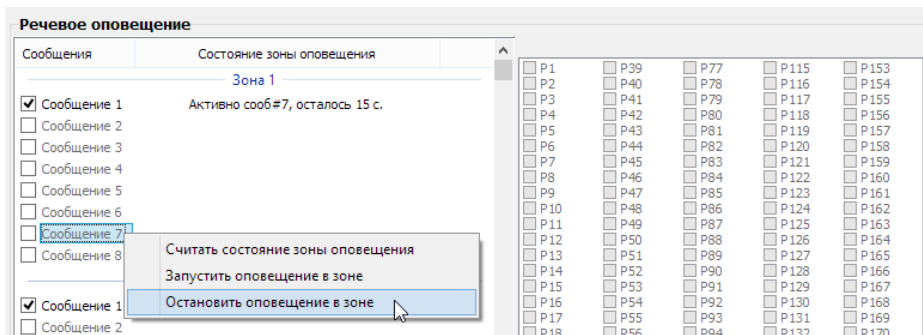 Речевое оповещение
Сообщения Состояние зоны оповещения
Зона 1
Сообщение 1 Активно сооб#7, осталось 15 с.
Сообщение 2
Сообщение 3
Сообщение 4
Сообщение 5
Сообщение 6
Сообщение 7
Сообщение 8
Сообщение 1
Сообщение 2
Считать состояние зоны оповещения
Запустить оповещение в зоне
Остановить оповещение в зоне
P1 P39 P77 P115 P153
P2 P40 P78 P116 P154
P3 P41 P79 P117 P155
P4 P42 P80 P118 P156
P5 P43 P81 P119 P157
P6 P44 P82 P120 P158
P7 P45 P83 P121 P159
P8 P46 P84 P122 P160
P9 P47 P85 P123 P161
P10 P48 P86 P124 P162
P11 P49 P87 P125 P163
P12 P50 P88 P126 P164
P13 P51 P89 P127 P165
P14 P52 P90 P128 P166
P15 P53 P91 P129 P167
P16 P54 P92 P130 P168
P17 P55 P93 P131 P169
P18 P56 P94 P132 P170